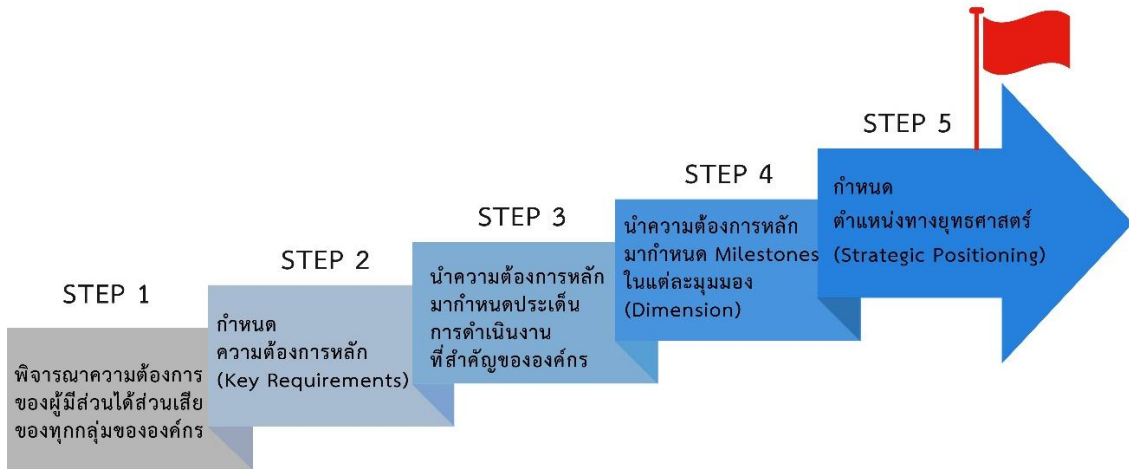 STEP 1
พิจารณาความต้องการ
ของผู้มีส่วนได้ส่วนเสีย
ของทุกกลุ่มขององค์กร
STEP 2
กำหนด
ความต้องการหลัก
(Key Requirements)
STEP 3
นำความต้องการหลัก
มากำหนดประเด็น
การดำเนินงาน
ที่สำคัญขององค์กร
STEP 4
นำความต้องการหลัก
มากำหนด Milestones
ในแต่ละมุมมอง
(Dimension)
STEP 5
กำหนด
ตำแหน่งทางยุทธศาสตร์
(Strategic Positioning)